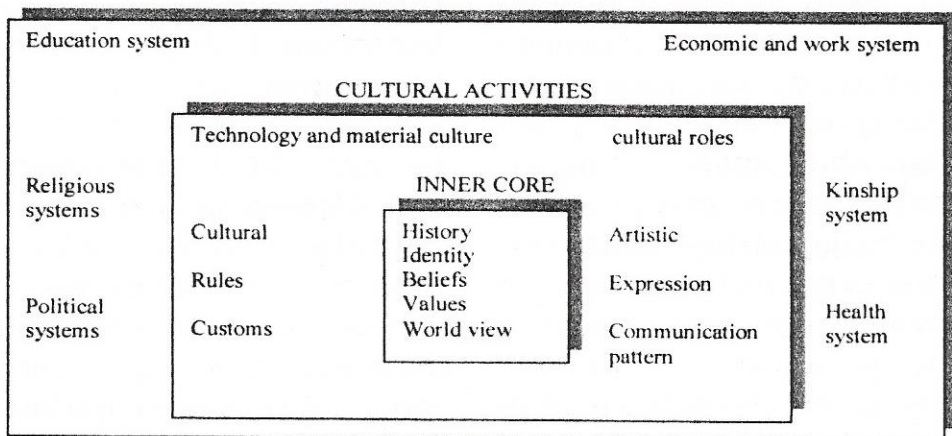 Education system
Economic and work system
CULTURAL ACTIVITIES
Technology and material culture
cultural roles
Religious
systems
Political
systems
Cultural
Rules
Customs
INNER CORE
History
Identity
Beliefs
Values
World view
Artistic
Expression
Communication
pattern
Kinship
system
Health
system